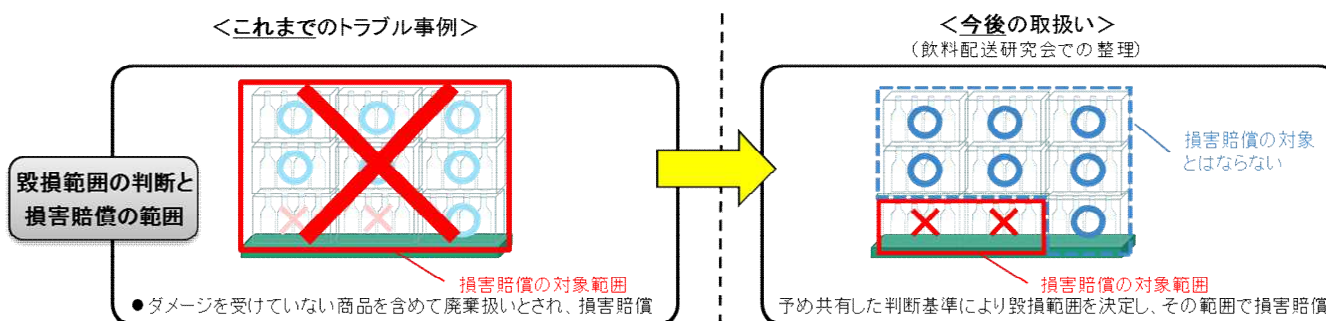 ＜これまでのトラブル事例＞
＜今後の取扱い＞
（飲料配送研究会での整理）
毀損範囲の判断と
損害賠償の範囲
損害賠償の対象
とはならない
損害賠償の対象範囲
●ダメージを受けていない商品を含めて廃棄扱いとされ、損害賠償
損害賠償の対象範囲
予め共有した判断基準により毀損範囲を決定し、その範囲で損害賠償